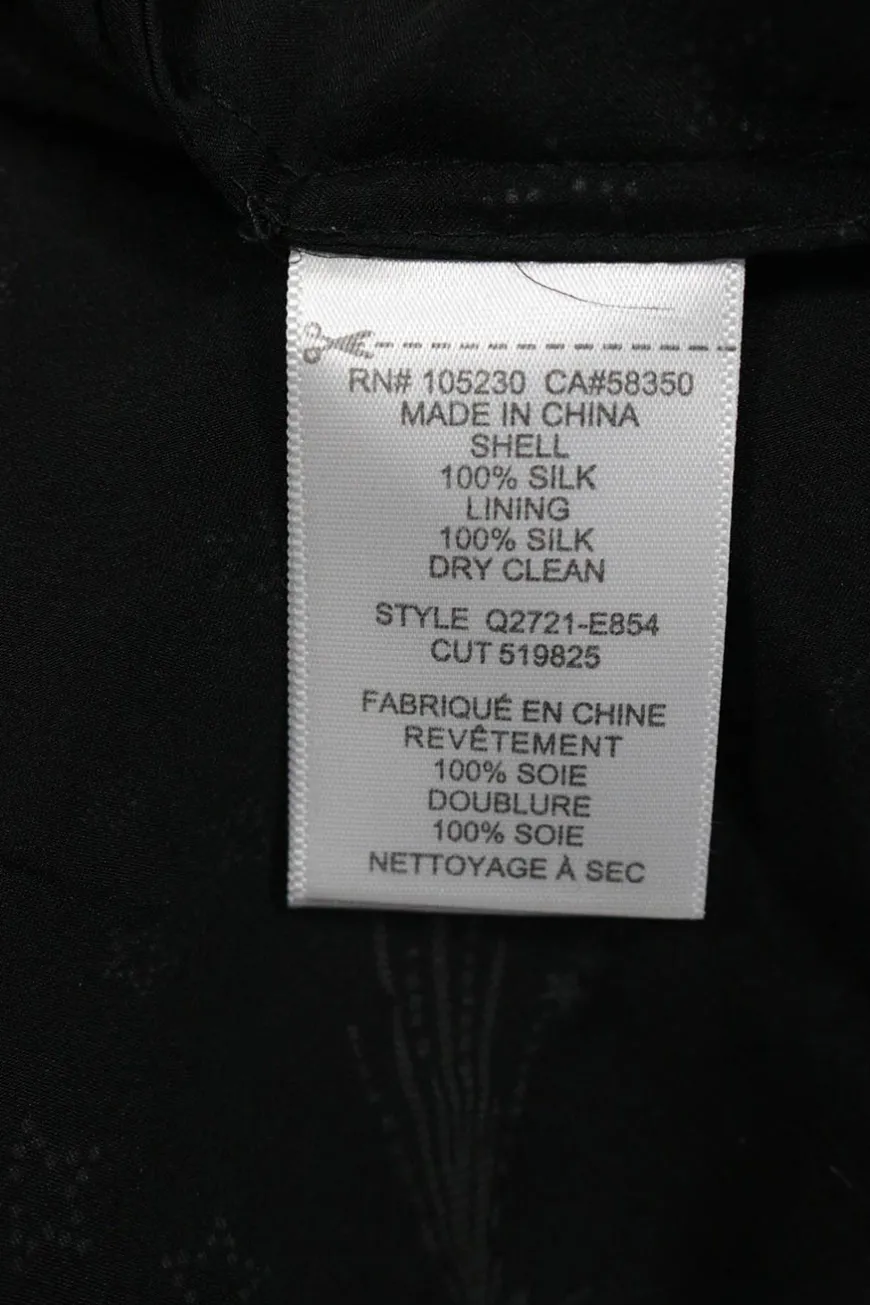 RN# 105230 CA#58350
MADE IN CHINA
SHELL
100% SILK
LINING
100% SILK
DRY CLEAN
STYLE Q2721-E854
CUT 519825
FABRIQUÉ EN CHINE
REVÊTEMENT
100% SOIE
DOUBLURE
100% SOIE
NETTOYAGE À SEC